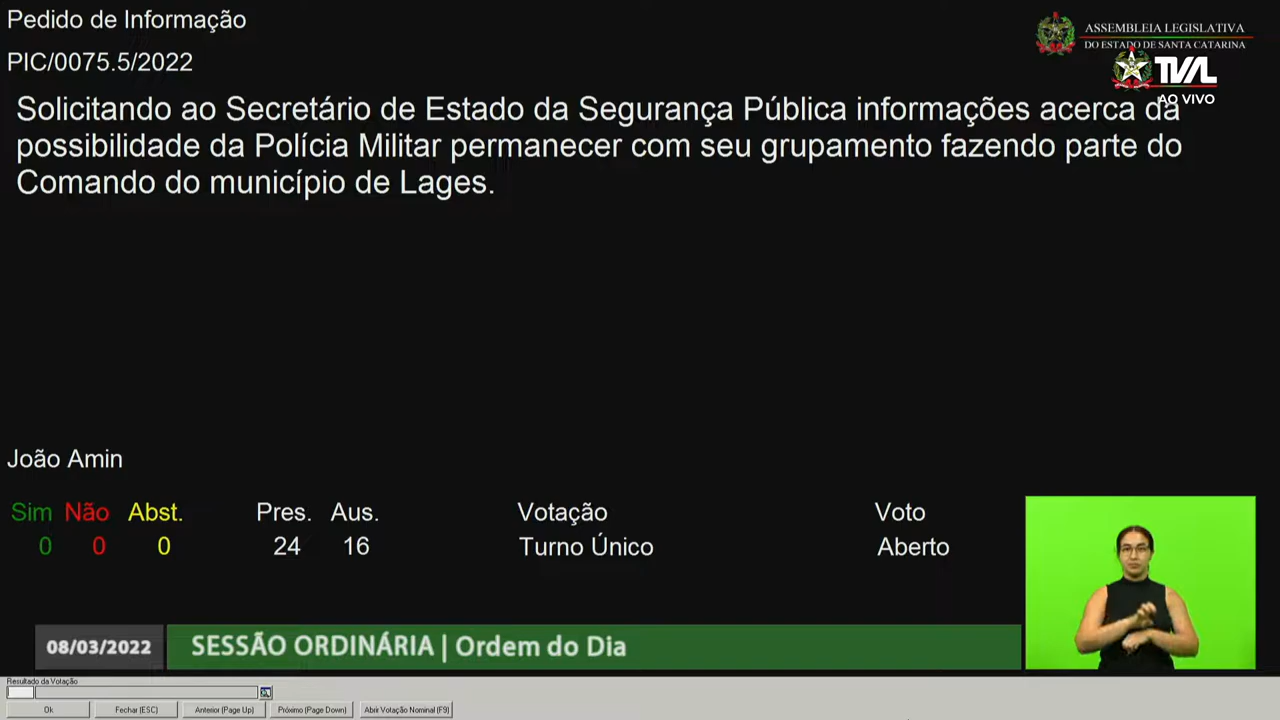 Pedido de Informação
ASSEMBLEIA LEGISLATIVA
DO ESTADO DE SANTA CATARINA
PIC/0075.5/2022
TVAL
AO VIVO
Solicitando ao Secretário de Estado da Segurança Pública informações acerca da
possibilidade da Polícia Militar permanecer com seu grupamento fazendo parte do
Comando do município de Lages.
João Amin
Sim Não Abst. Pres. Aus. Votação Voto
0 0 0 24 16 Turno Único Aberto
08/03/2022 SESSÃO ORDINÁRIA | Ordem do Dia
Resultado da Votação
Ok Fechar (ESC) Anterior (Page Up) Próximo (Page Down) Abrir Votação Nominal (F9)